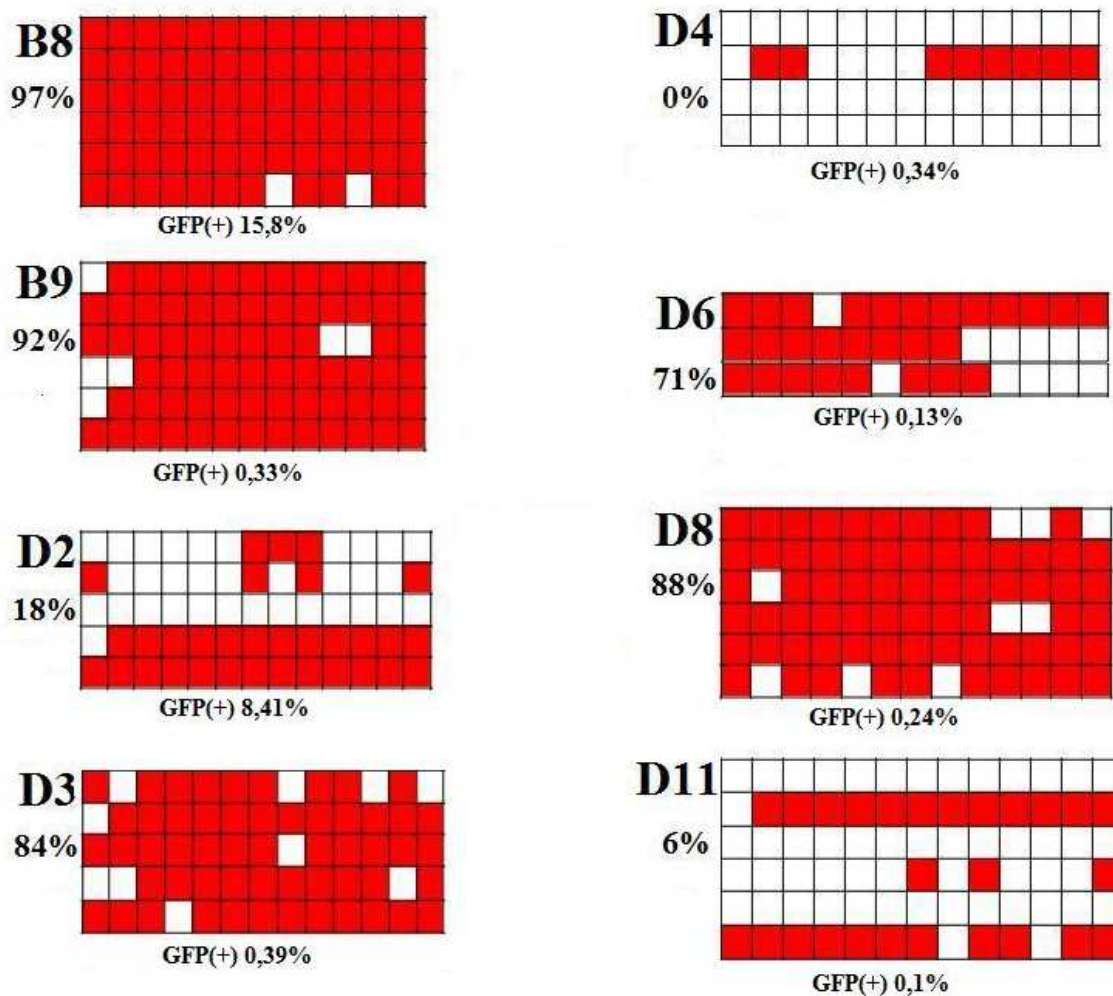 B8
97%
GFP(+) 15,8%
B9
92%
GFP(+) 0,33%
D2
18%
GFP(+) 8,41%
D3
84%
GFP(+) 0,39%
D4
0%
GFP(+) 0,34%
D6
71%
GFP(+) 0,13%
D8
88%
GFP(+) 0,24%
D11
6%
GFP(+) 0,1%